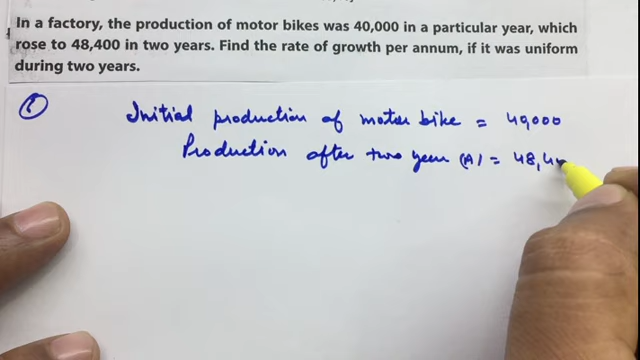 In a factory, the production of motor bikes was 40,000 in a particular year, which
rose to 48,400 in two years. Find the rate of growth per annum, if it was uniform
during two years.
Initial production of motor bike = 40,000
Production after two year (A) = 48,4